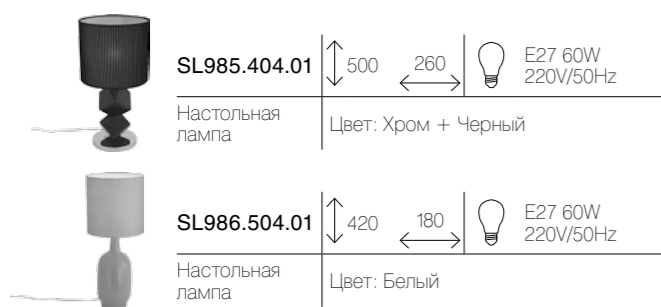 SL985.404.01 500 260 E27 60W
220V/50Hz
Настольная
лампа
Цвет: Хром + Черный
SL986.504.01 420 180 E27 60W
220V/50Hz
Настольная
лампа
Цвет: Белый